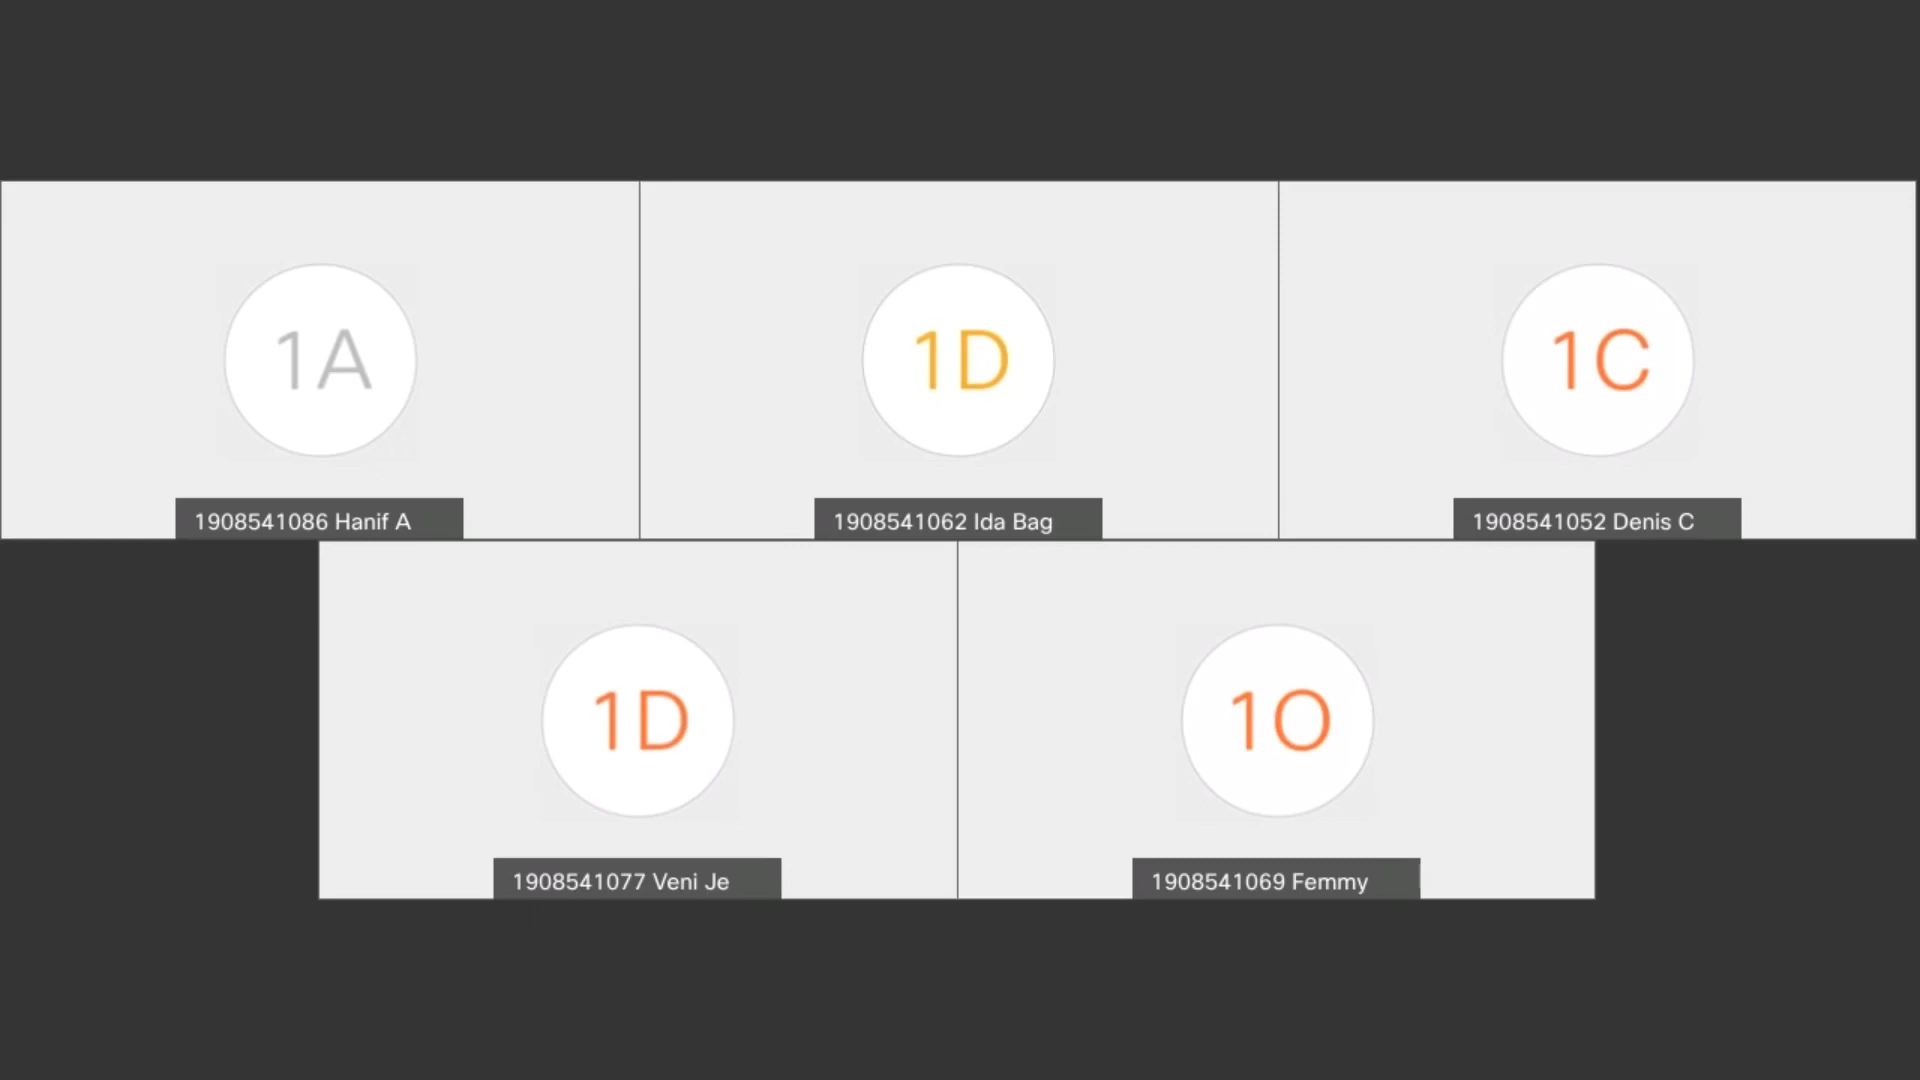 1A
1908541086 Hanif A
1D
1908541062 Ida Bag
1C
1908541052 Denis C
1D
1908541077 Veni Je
1O
1908541069 Femmy